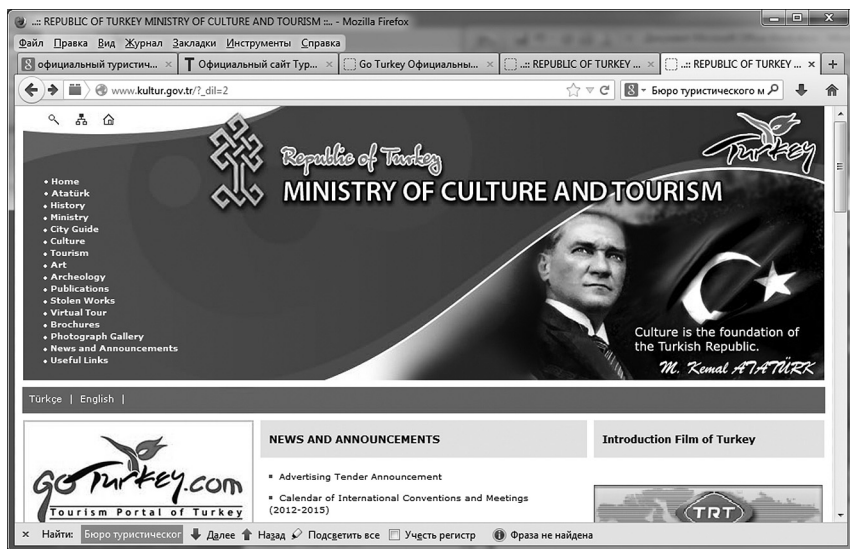 ..:: REPUBLIC OF TURKEY MINISTRY OF CULTURE AND TOURISM ::.. - Mozilla Firefox
Файл Правка Вид Журнал Закладки Инструменты Справка
официальный туристич... × Официальный сайт Тур... × Go Turkey Официальны... × ..:: REPUBLIC OF TURKEY ... × ..:: REPUBLIC OF TURKEY ... × +
www.kultur.gov.tr/?_dil=2
Бюро туристического м
Republic of Turkey
MINISTRY OF CULTURE AND TOURISM
Turkey
Home
Atatürk
History
Ministry
City Guide
Culture
Tourism
Art
Archeology
Publications
Stolen Works
Virtual Tour
Brochures
Photograph Gallery
News and Announcements
Useful Links
Culture is the foundation of
the Turkish Republic.
M. Kemal ATATÜRK
Türkçe | English |
GO TURKEY.com
Tourism Portal of Turkey
NEWS AND ANNOUNCEMENTS
Advertising Tender Announcement
Calendar of International Conventions and Meetings
(2012-2015)
Introduction Film of Turkey
TRT
× Найти: Бюро туристическог Далее Назад Подсветить все Учесть регистр Фраза не найдена